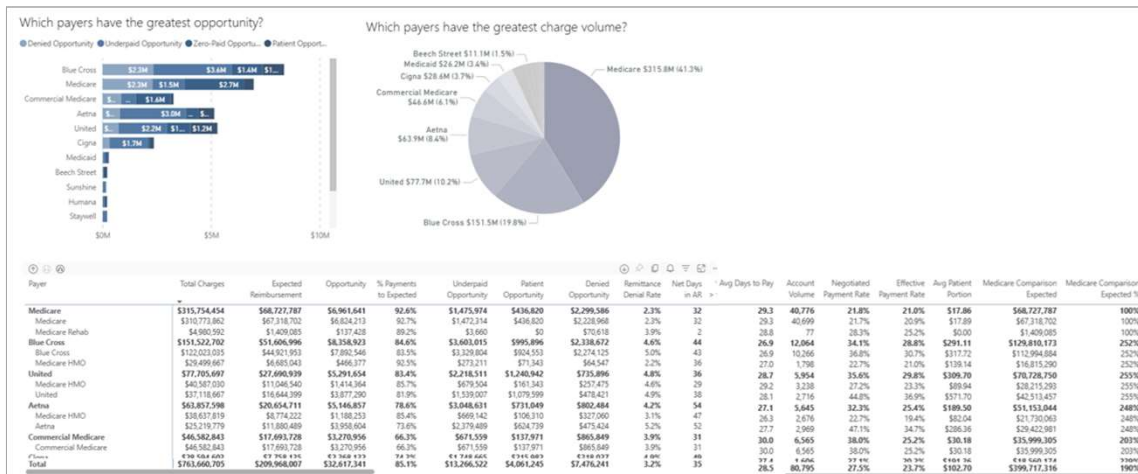 Which payers have the greatest opportunity?
Denied Opportunity Underpaid Opportunity Zero-Paid Opportu... Patient Opport...
Blue Cross $2.3M $3.6M $1.4M $1...
Medicare $2.3M $1.5M $2.7M
Commercial Medicare $... ... $1.6M
Aetna $... $3.0M ... $...
United $... $2.2M $1... $1.2M
Cigna $1.7M
Medicaid
Beech Street
Sunshine
Humana
Staywell
$0M $5M $10M
Which payers have the greatest charge volume?
Beech Street $11.1M (1.5%)
Medicaid $26.2M (3.4%)
Cigna $28.6M (3.7%)
Commercial Medicare
$46.6M (6.1%)
Aetna
$63.9M (8.4%)
United $77.7M (10.2%)
Blue Cross $151.5M (19.8%)
Medicare $315.8M (41.3%)
Payer Total Charges Expected Reimbursement Opportunity % Payments to Expected Underpaid Opportunity Patient Opportunity Denied Opportunity Remittance Denial Rate Net Days in AR Avg Days to Pay Account Volume Negotiated Payment Rate Effective Payment Rate Avg Patient Portion Medicare Comparison Expected Medicare Comparison Expected %
Medicare $315,754,454 $68,727,787 $6,961,641 92.6% $1,475,974 $436,820 $2,299,586 2.3% 32 29.3 40,776 21.8% 21.0% $17.86 $68,727,787 100%
Medicare $310,773,862 $67,318,702 $6,824,213 92.7% $1,472,314 $436,820 $2,228,968 2.3% 32 29.3 40,699 21.7% 20.9% $17.89 $67,318,702 100%
Medicare Rehab $4,980,592 $1,409,085 $137,428 89.2% $3,660 $0 $70,618 3.9% 2 28.8 77 28.3% 25.2% $0.00 $1,409,085 100%
Blue Cross $151,522,702 $51,606,996 $8,358,923 84.6% $3,603,015 $995,896 $2,338,672 4.6% 44 26.9 12,064 34.1% 28.8% $291.11 $129,810,173 252%
Blue Cross $122,023,035 $44,921,953 $7,892,546 83.5% $3,329,804 $924,553 $2,274,125 5.0% 43 26.9 10,266 36.8% 30.7% $317.72 $112,994,884 252%
Medicare HMO $29,499,667 $6,685,043 $466,377 92.5% $273,211 $71,343 $64,547 2.2% 36 27.0 1,798 22.7% 21.0% $139.14 $16,815,290 252%
United $77,705,697 $27,690,939 $5,291,654 83.4% $2,218,511 $1,240,942 $735,896 4.8% 36 28.7 5,954 35.6% 29.8% $309.70 $70,728,750 255%
Medicare HMO $40,587,030 $11,046,540 $1,414,364 85.7% $679,504 $161,343 $257,475 4.6% 29 29.2 3,238 27.2% 23.3% $89.94 $28,215,293 255%
United $37,118,667 $16,644,399 $3,877,290 81.9% $1,539,007 $1,079,599 $478,421 4.9% 38 28.1 2,716 44.8% 36.9% $571.70 $42,513,457 255%
Aetna $63,857,598 $20,654,711 $5,146,857 78.6% $3,048,631 $731,049 $802,484 4.2% 54 27.1 5,645 32.3% 25.4% $189.50 $51,153,044 248%
Medicare HMO $38,637,819 $8,774,222 $1,188,253 85.4% $669,142 $106,310 $327,060 3.1% 47 26.3 2,676 22.7% 19.4% $82.04 $21,730,063 248%
Aetna $25,219,779 $11,880,489 $3,958,604 73.6% $2,379,489 $624,739 $475,424 5.2% 52 27.7 2,969 47.1% 34.7% $286.36 $29,422,981 248%
Commercial Medicare $46,582,843 $17,693,728 $3,270,956 66.3% $671,559 $137,971 $865,849 3.9% 31 30.0 6,565 38.0% 25.2% $30.18 $35,999,305 203%
Commercial Medicare $46,582,843 $17,693,728 $3,270,956 66.3% $671,559 $137,971 $865,849 3.9% 31 30.0 6,565 38.0% 25.2% $30.18 $35,999,305 203%
Total $763,660,705 $209,968,007 $32,617,341 85.1% $13,266,522 $4,061,245 $7,476,241 3.2% 35 28.5 80,795 27.5% 23.7% $102.70 $399,717,316 190%